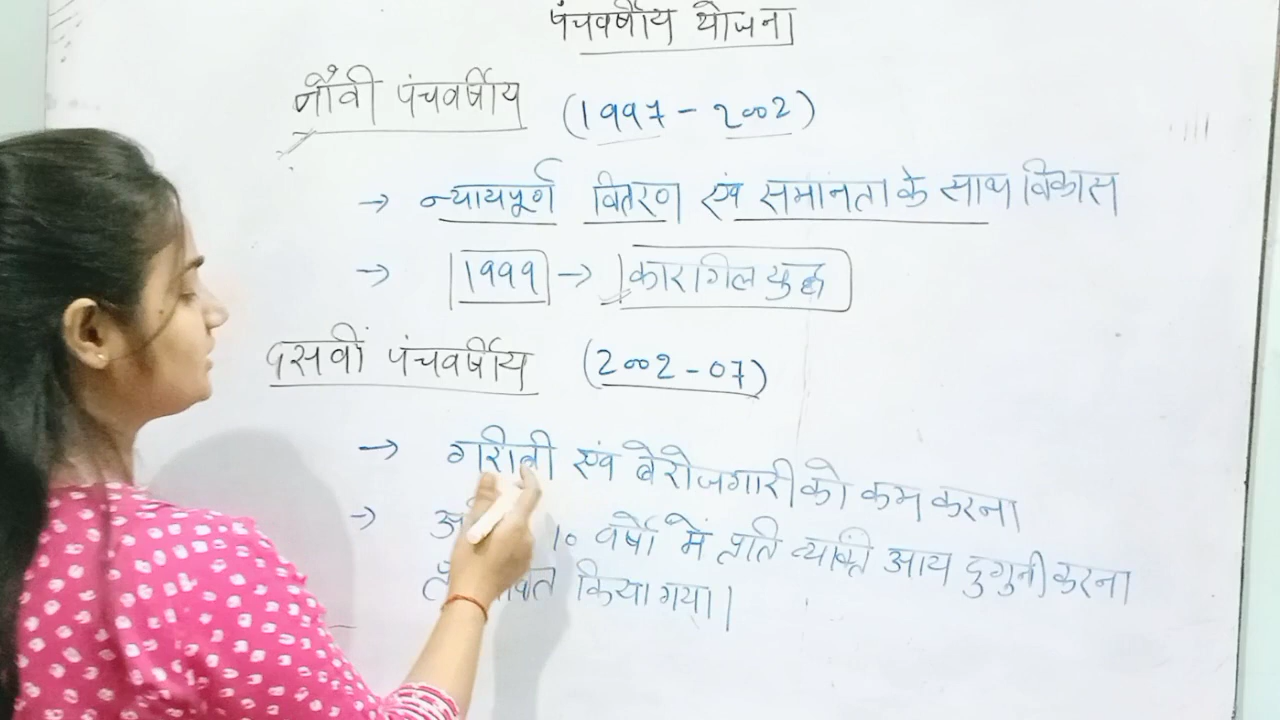 पंचवर्षीय योजना
नौवीं पंचवर्षीय (1997 - 2002)
→ न्यायपूर्ण वितरण एवं समानता के साथ विकास
→ 1999 → कारागिल युद्ध
दसवीं पंचवर्षीय (2002-07)
→ गरीबी एवं बेरोजगारी को कम करना
→ 10 वर्षों में प्रति व्यक्ति आय दुगुनी करना
किया गया।